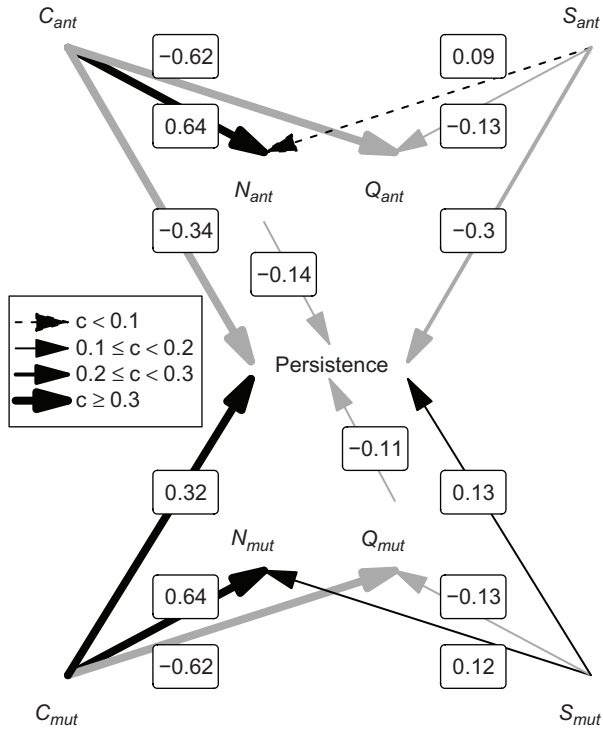 C_ant S_ant
−0.62 0.09
0.64 −0.13
N_ant Q_ant
−0.34 −0.3
−0.14
c < 0.1
0.1 ≤ c < 0.2
0.2 ≤ c < 0.3
c ≥ 0.3
Persistence
−0.11
0.32 0.13
N_mut Q_mut
0.64 −0.13
−0.62 0.12
C_mut S_mut